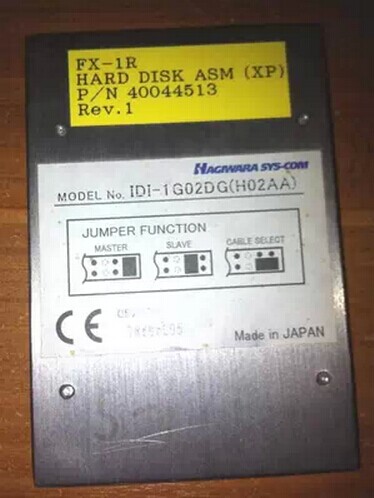 FX-1R
HARD DISK ASM (XP)
P/N 40044513
Rev.1
HAGIWARA SYS-COM
MODEL No. IDI-1G02DG(H02AA)
JUMPER FUNCTION
MASTER SLAVE CABLE SELECT
CE
Made in JAPAN